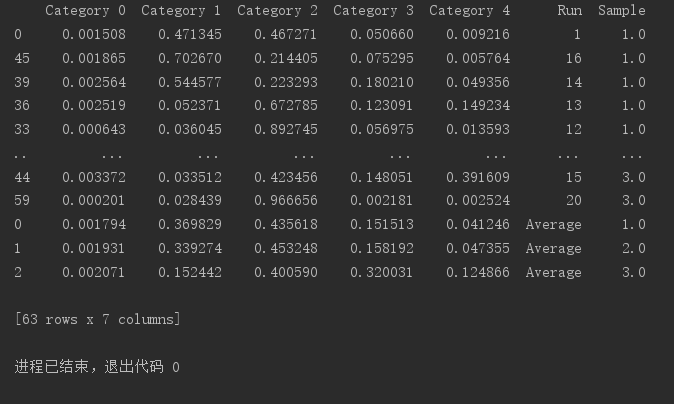 Category 0 Category 1 Category 2 Category 3 Category 4 Run Sample
0 0.001508 0.471345 0.467271 0.050660 0.009216 1 1.0
45 0.001865 0.702670 0.214405 0.075295 0.005764 16 1.0
39 0.002564 0.544577 0.223293 0.180210 0.049356 14 1.0
36 0.002519 0.052371 0.672785 0.123091 0.149234 13 1.0
33 0.000643 0.036045 0.892745 0.056975 0.013593 12 1.0
.. ... ... ... ... ... ... ...
44 0.003372 0.033512 0.423456 0.148051 0.391609 15 3.0
59 0.000201 0.028439 0.966656 0.002181 0.002524 20 3.0
0 0.001794 0.369829 0.435618 0.151513 0.041246 Average 1.0
1 0.001931 0.339274 0.453248 0.158192 0.047355 Average 2.0
2 0.002071 0.152442 0.400590 0.320031 0.124866 Average 3.0
[63 rows x 7 columns]
进程已结束，退出代码 0